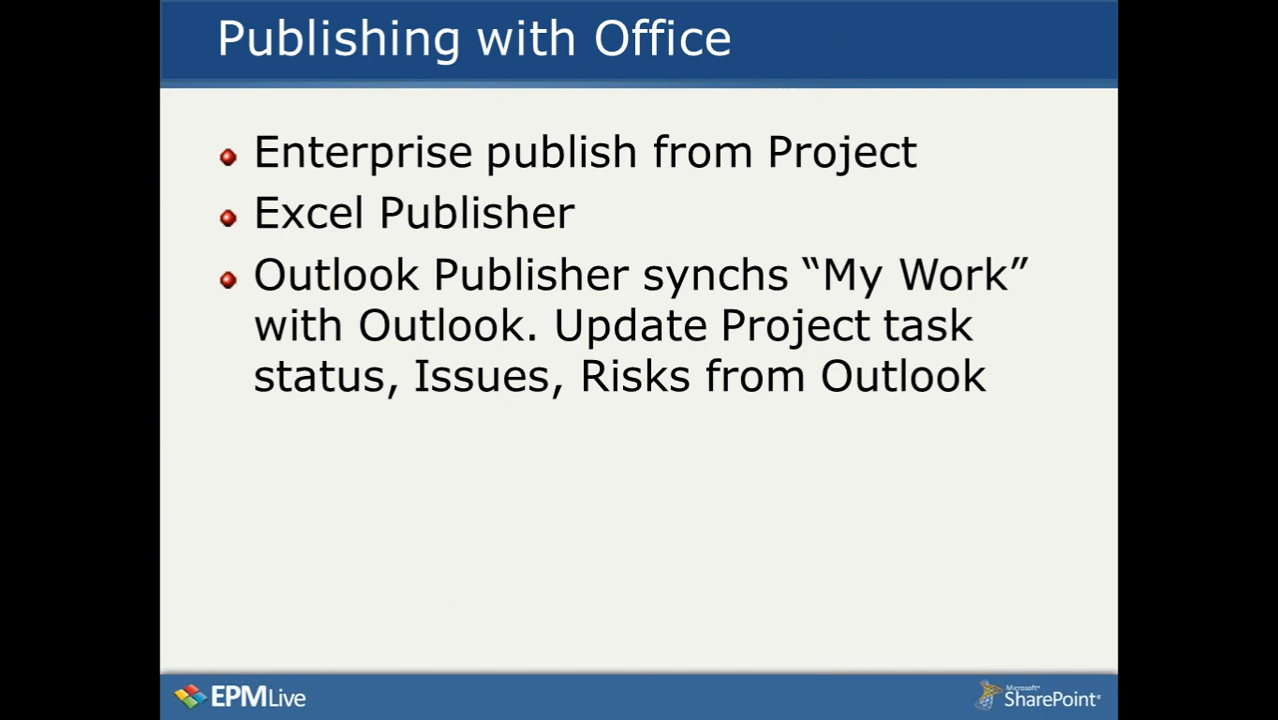 Publishing with Office
Enterprise publish from Project
Excel Publisher
Outlook Publisher synchs “My Work”
with Outlook. Update Project task
status, Issues, Risks from Outlook
EPMLive
Microsoft®
SharePoint®